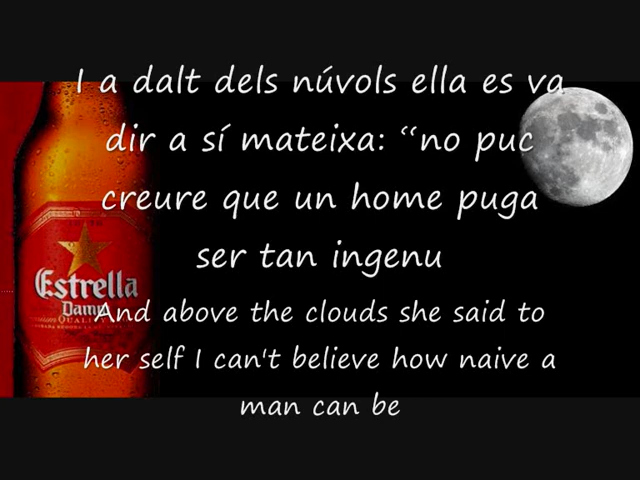 I a dalt dels núvols ella es va
dir a sí mateixa: “no puc
creure que un home puga
ser tan ingenu
Estrella
Damm
And above the clouds she said to
her self I can't believe how naive a
man can be